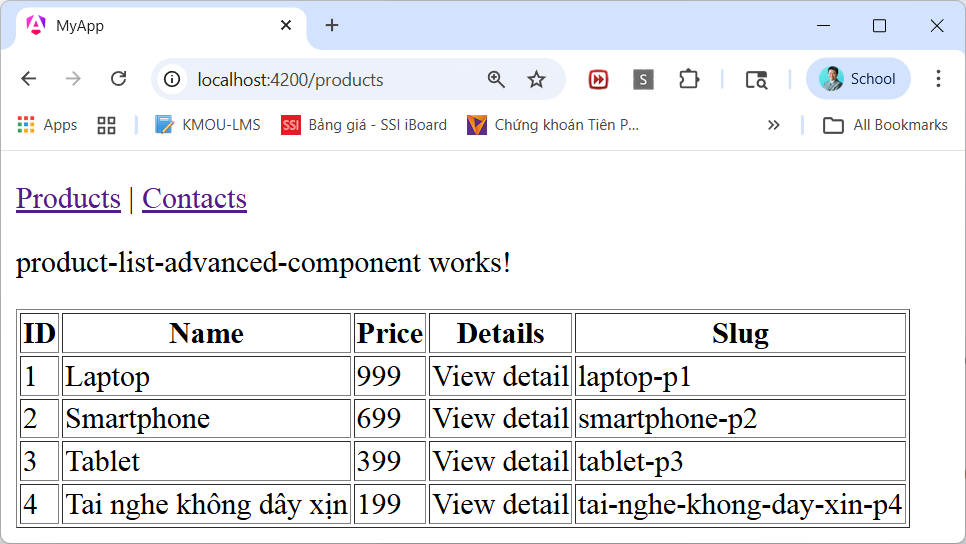 MyApp
localhost:4200/products
S
School
Apps
KMOU-LMS
SSI
Bảng giá - SSI iBoard
Chứng khoán Tiên P...
All Bookmarks
Products | Contacts
product-list-advanced-component works!
ID Name Price Details Slug
1 Laptop 999 View detail laptop-p1
2 Smartphone 699 View detail smartphone-p2
3 Tablet 399 View detail tablet-p3
4 Tai nghe không dây xịn 199 View detail tai-nghe-khong-day-xin-p4